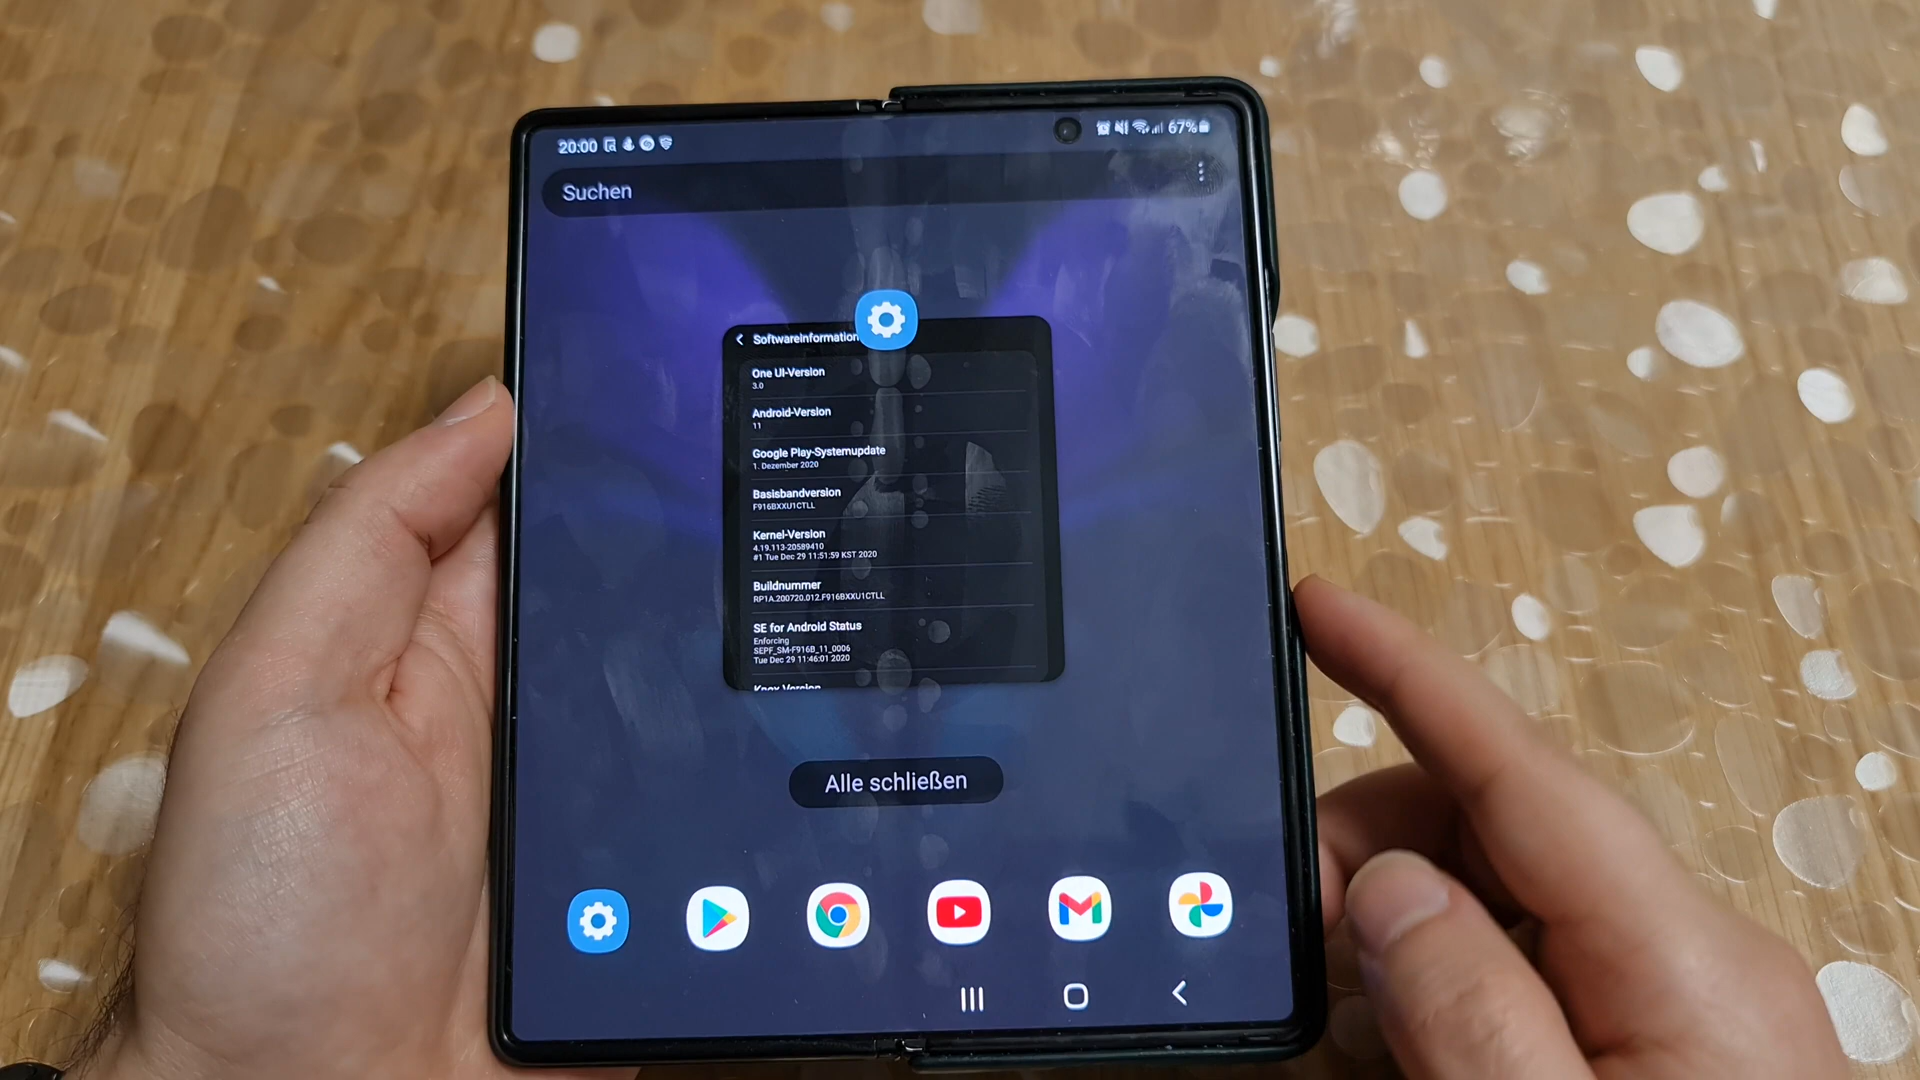 20:00
67%
Suchen
Softwareinformation
One UI-Version
3.0
Android-Version
11
Google Play-Systemupdate
1. Dezember 2020
Basisbandversion
F916BXXU1CTLL
Kernel-Version
4.19.113-20589410
#1 Tue Dec 29 11:51:59 KST 2020
Buildnummer
RP1A.200720.012.F916BXXU1CTLL
SE for Android Status
Enforcing
SEPF_SM-F916B_11_0006
Tue Dec 29 11:46:01 2020
Knox Version
Alle schließen